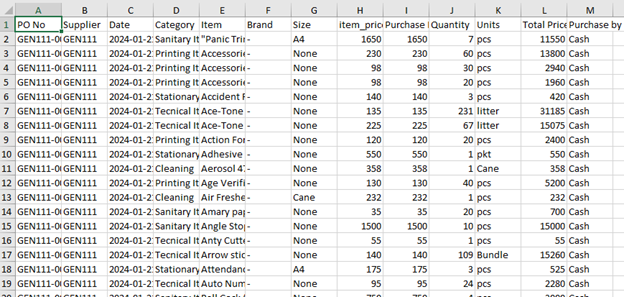 A B C D E F G H I J K L M
1 PO No Supplier Date Category Item Brand Size item_pric Purchase Quantity Units Total Price Purchase by
2 GEN111-0 GEN111 2024-01-2 Sanitary It "Panic Tri - A4 1650 1650 7 pcs 11550 Cash
3 GEN111-0 GEN111 2024-01-2 Printing It Accessori - None 230 230 60 pcs 13800 Cash
4 GEN111-0 GEN111 2024-01-2 Printing It Accessori - None 98 98 30 pcs 2940 Cash
5 GEN111-0 GEN111 2024-01-2 Printing It Accessori - None 98 98 20 pcs 1960 Cash
6 GEN111-0 GEN111 2024-01-2 Stationary Accident F - None 140 140 3 pcs 420 Cash
7 GEN111-0 GEN111 2024-01-2 Tecnical It Ace-Tone - None 135 135 231 litter 31185 Cash
8 GEN111-0 GEN111 2024-01-2 Tecnical It Ace-Tone - None 225 225 67 litter 15075 Cash
9 GEN111-0 GEN111 2024-01-2 Printing It Action For - None 120 120 20 pcs 2400 Cash
10 GEN111-0 GEN111 2024-01-2 Stationary Adhesive - None 550 550 1 pkt 550 Cash
11 GEN111-0 GEN111 2024-01-2 Cleaning Aerosol 4 - None 358 358 1 Cane 358 Cash
12 GEN111-0 GEN111 2024-01-2 Printing It Age Verifi - None 130 130 40 pcs 5200 Cash
13 GEN111-0 GEN111 2024-01-2 Cleaning Air Freshe - Cane 232 232 1 pcs 232 Cash
14 GEN111-0 GEN111 2024-01-2 Sanitary It Amary pa - None 35 35 20 pcs 700 Cash
15 GEN111-0 GEN111 2024-01-2 Sanitary It Angle Sto - None 1500 1500 10 pcs 15000 Cash
16 GEN111-0 GEN111 2024-01-2 Tecnical It Anty Cutt - None 55 55 1 pcs 55 Cash
17 GEN111-0 GEN111 2024-01-2 Tecnical It Arrow stic - None 140 140 109 Bundle 15260 Cash
18 GEN111-0 GEN111 2024-01-2 Stationary Attendan - A4 175 175 3 pcs 525 Cash
19 GEN111-0 GEN111 2024-01-2 Tecnical It Auto Num - None 95 95 24 pcs 2280 Cash